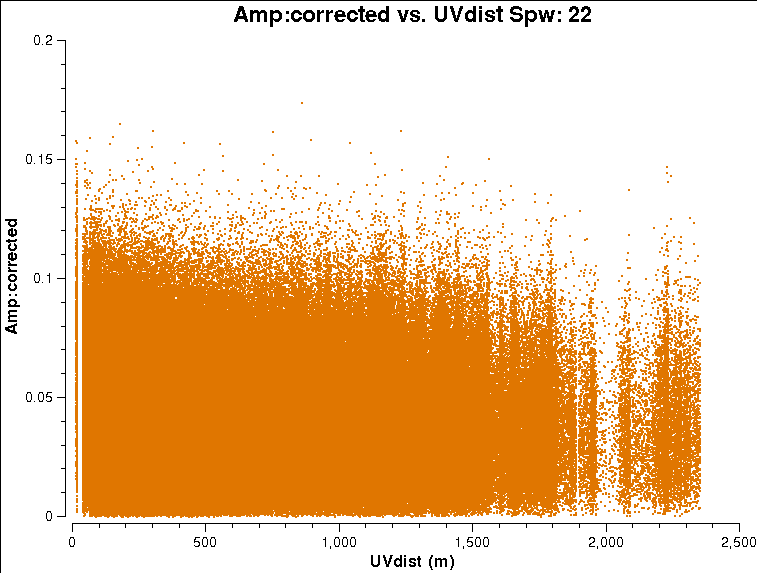 Amp:corrected vs. UVdist Spw: 22
0.2
0.15
0.1
0.05
0
Amp:corrected
0 500 1,000 1,500 2,000 2,500
UVdist (m)